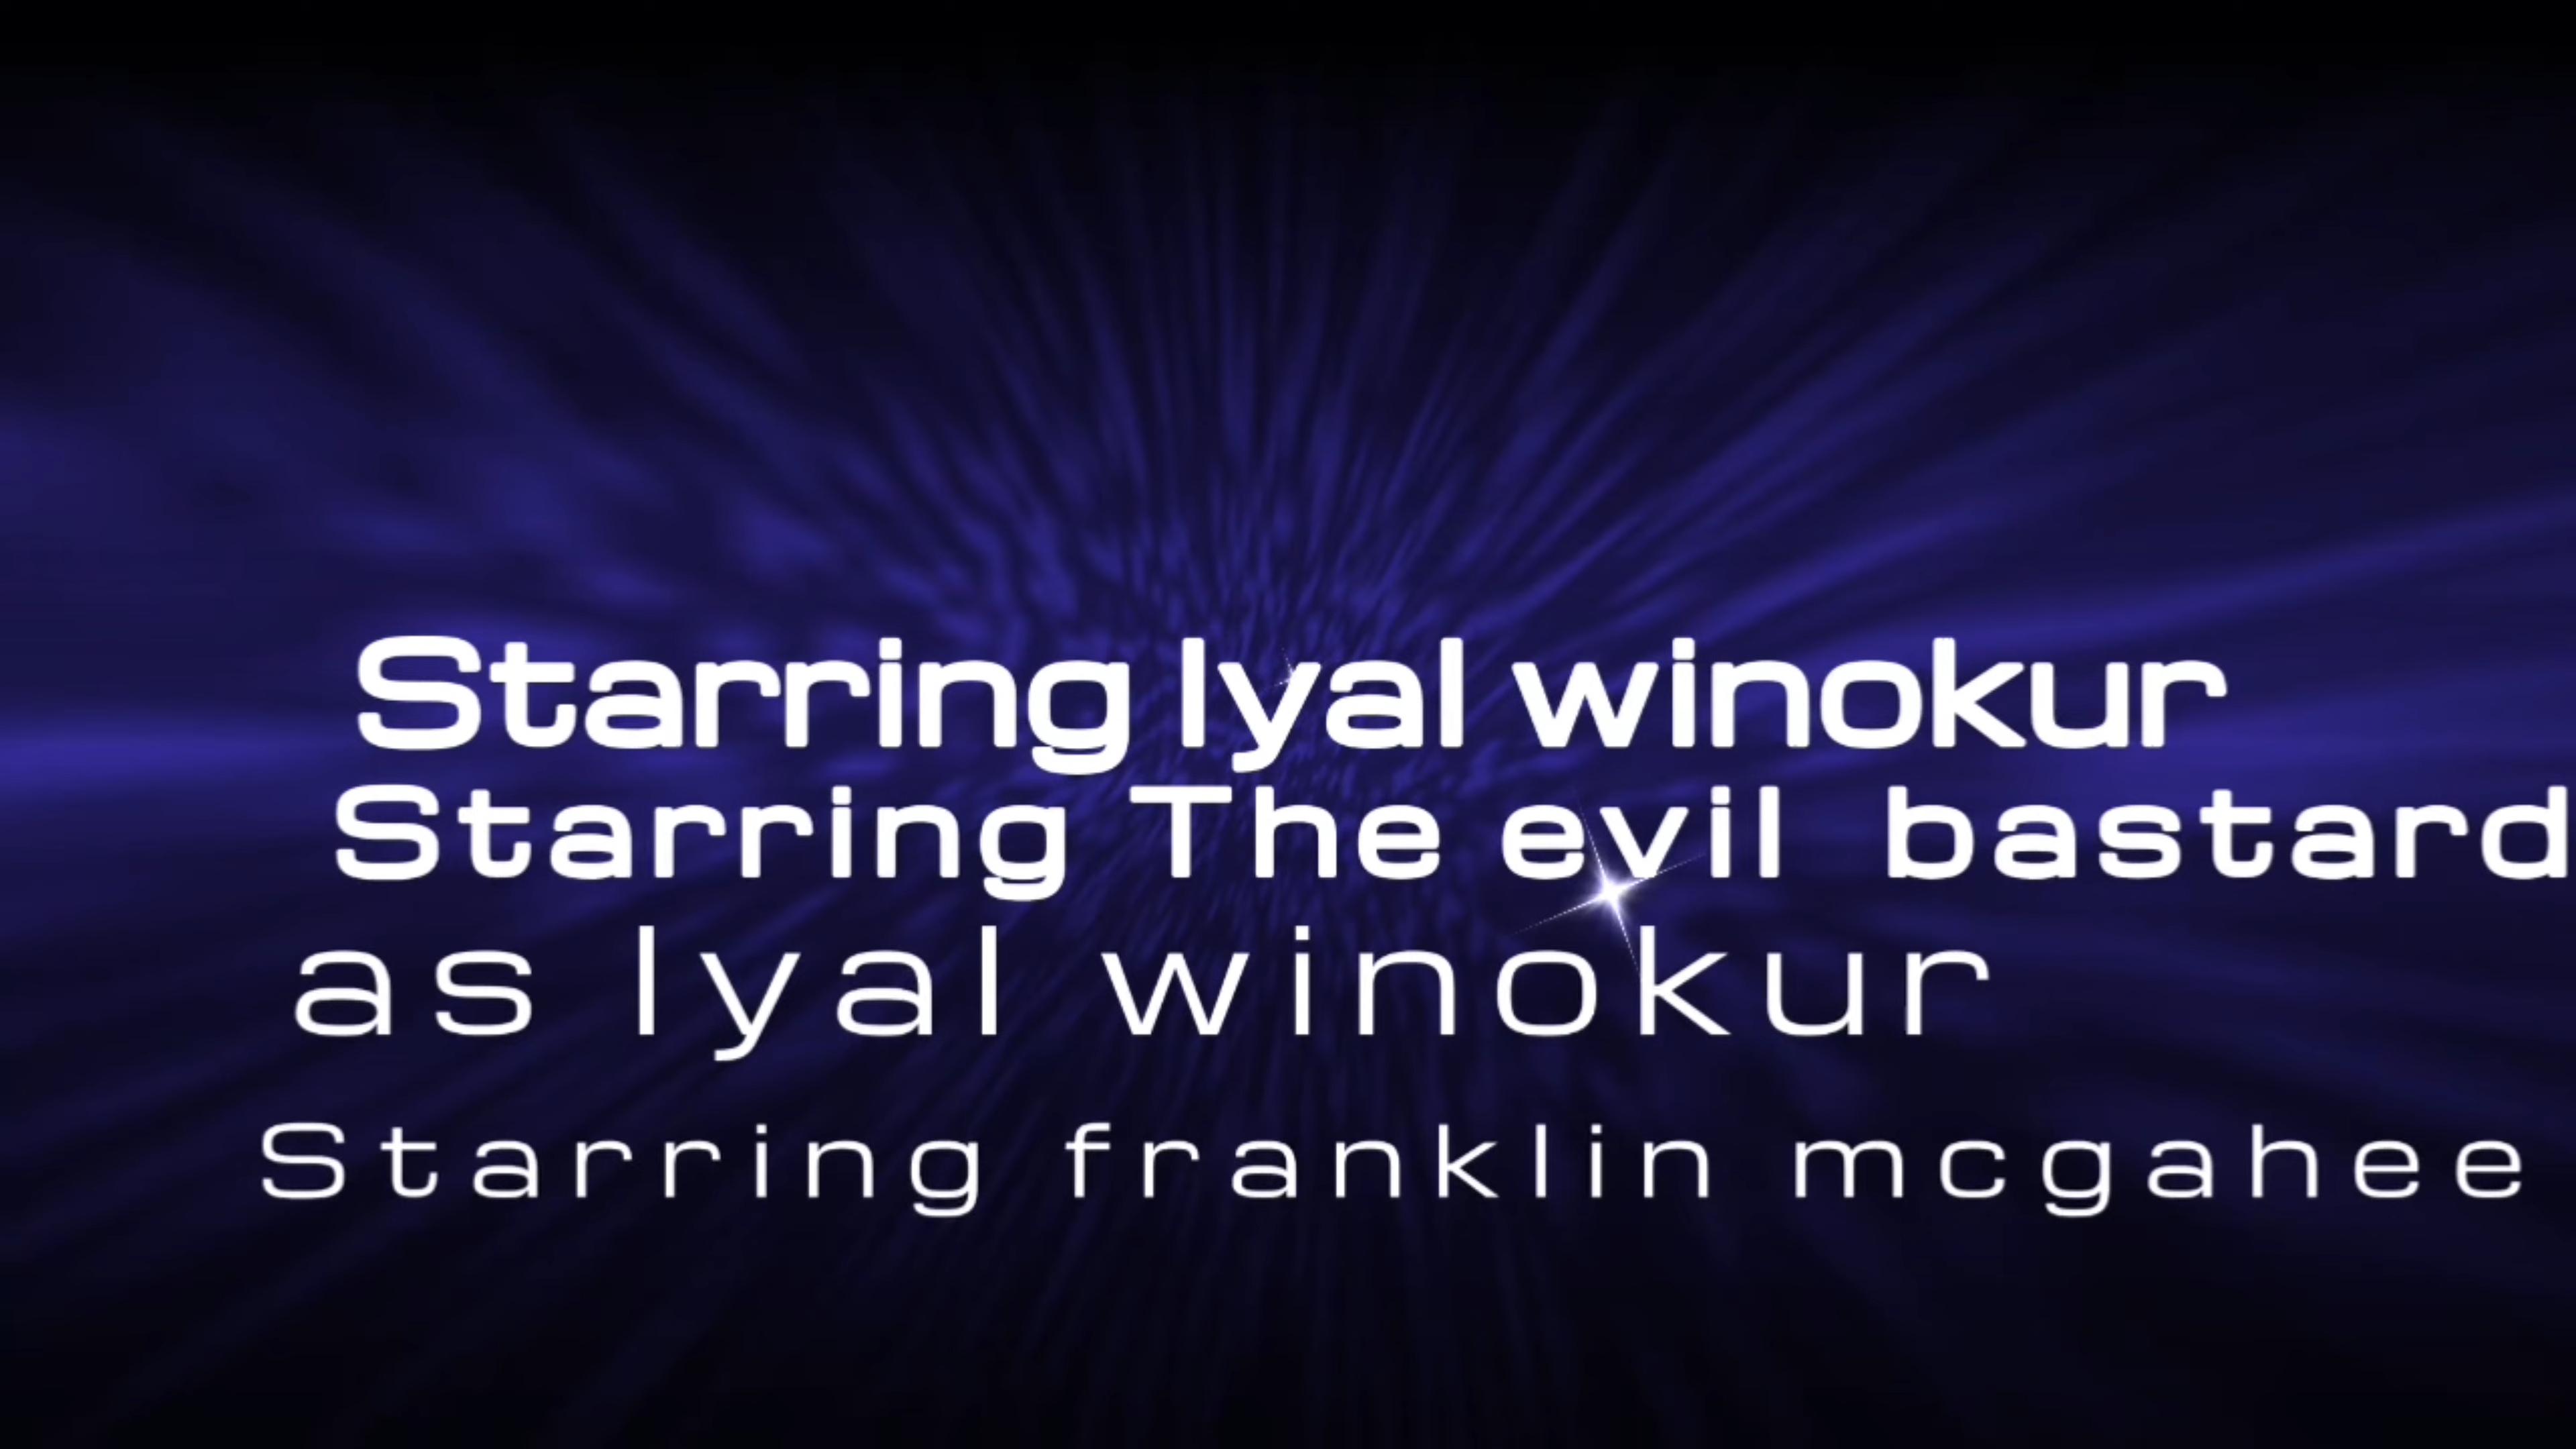 Starring lyal winokur
Starring The evil bastard
as lyal winokur
Starring franklin mcgahee